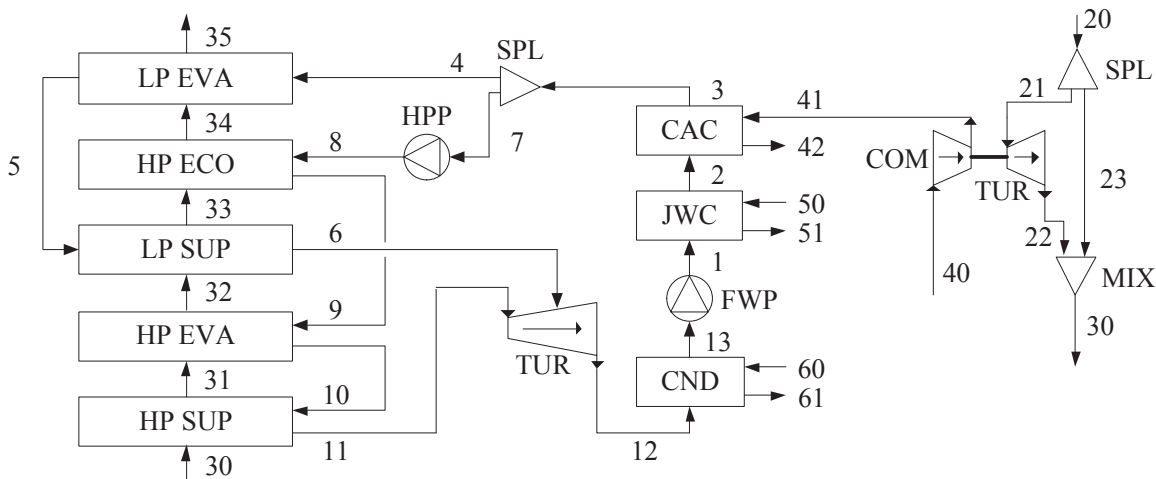 35
LP EVA
34
HP ECO
33
LP SUP
32
HP EVA
31
HP SUP
30
5
4
SPL
HPP
8
7
6
9
10
11
TUR
12
3
CAC
41
42
2
JWC
50
51
1
FWP
13
CND
60
61
20
SPL
21
COM
TUR
23
22
40
MIX
30